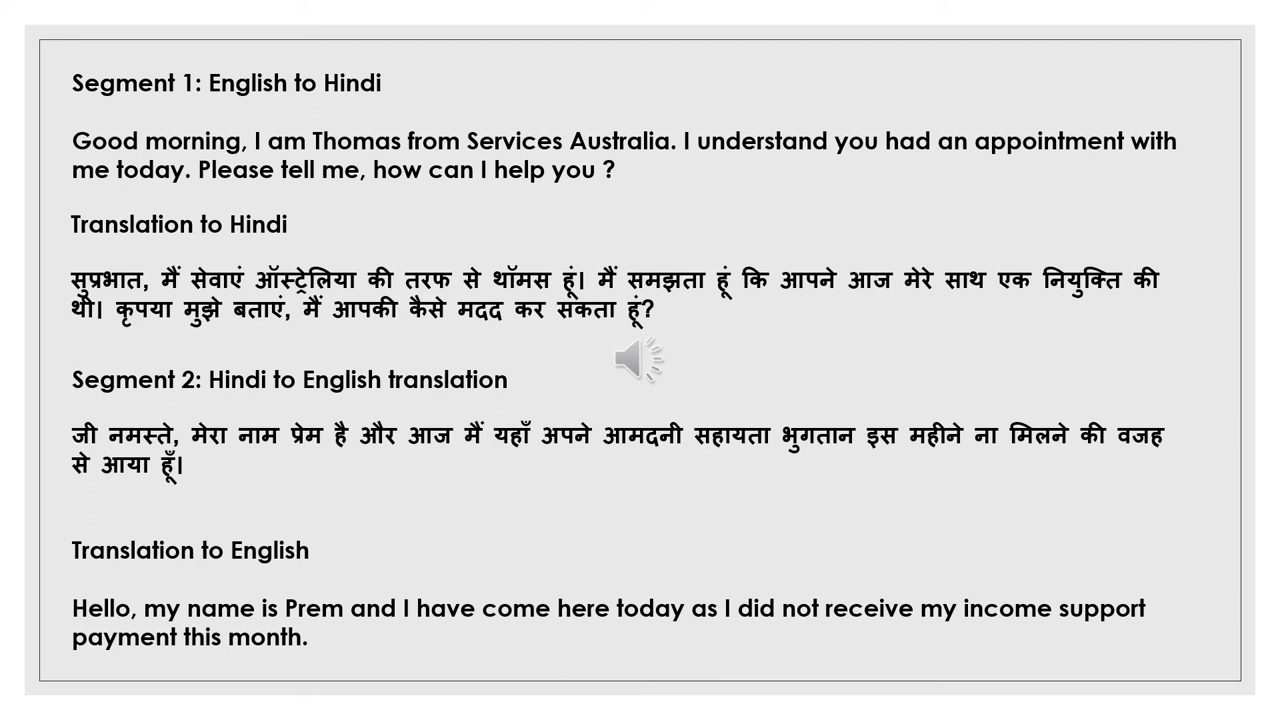 Segment 1: English to Hindi
Good morning, I am Thomas from Services Australia. I understand you had an appointment with
me today. Please tell me, how can I help you ?
Translation to Hindi
सुप्रभात, मैं सेवाएं ऑस्ट्रेलिया की तरफ से थॉमस हूं। मैं समझता हूं कि आपने आज मेरे साथ एक नियुक्ति की
थी। कृपया मुझे बताएं, मैं आपकी कैसे मदद कर सकता हूं?
Segment 2: Hindi to English translation
जी नमस्ते, मेरा नाम प्रेम है और आज मैं यहाँ अपने आमदनी सहायता भुगतान इस महीने ना मिलने की वजह
से आया हूँ।
Translation to English
Hello, my name is Prem and I have come here today as I did not receive my income support
payment this month.